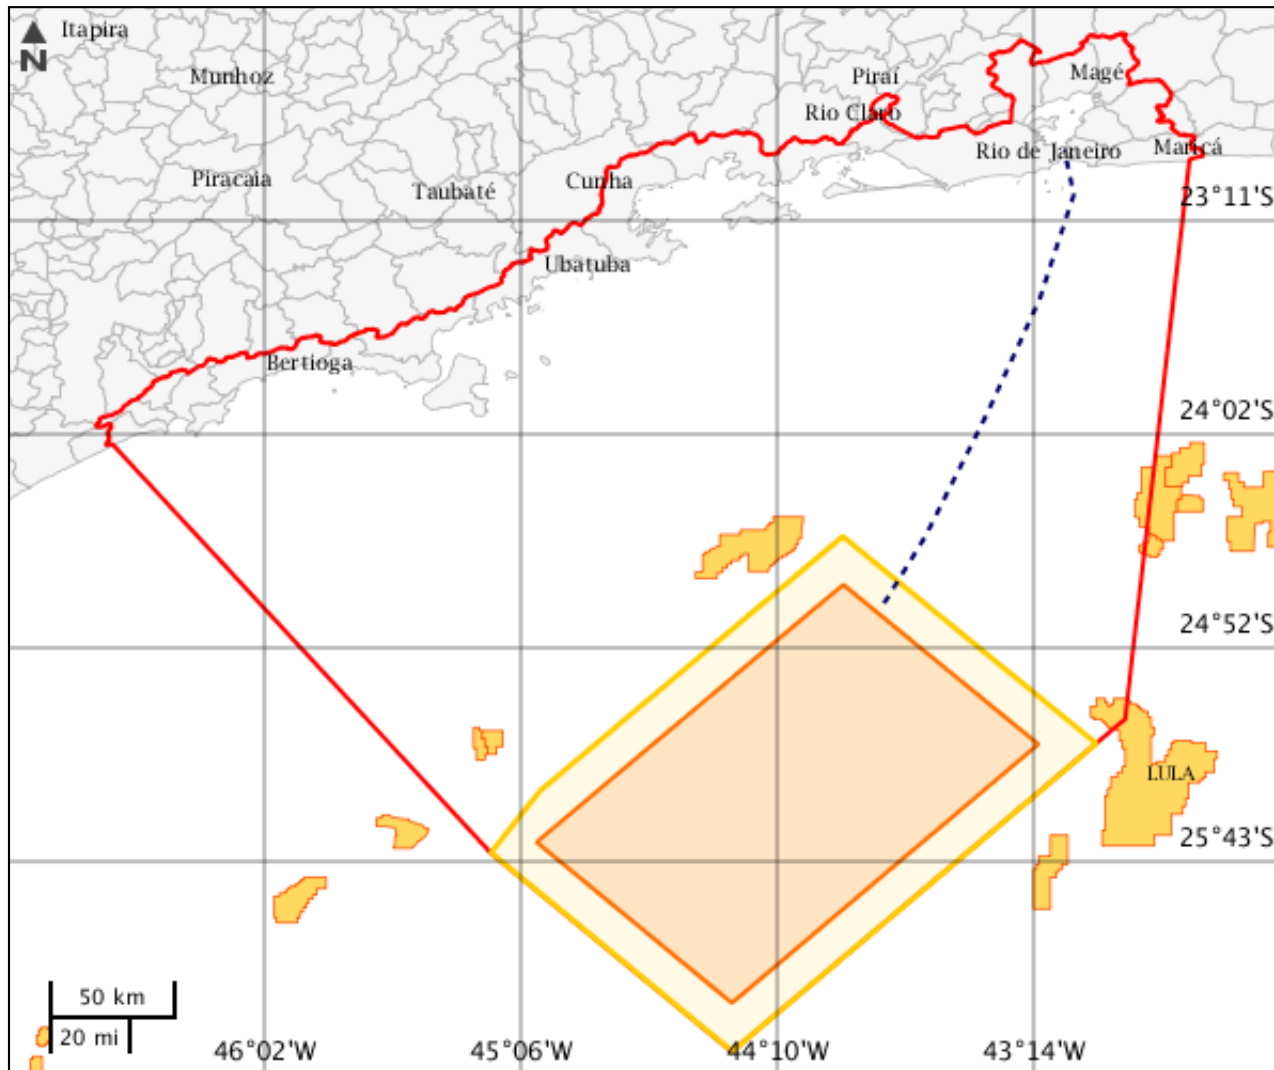 Itapira
N
Munhoz
Piraí
Magé
Rio Claro
Rio de Janeiro
Maricá
Piracaia
Taubaté
Cunha
23°11'S
Ubatuba
Bertioga
24°02'S
24°52'S
LULA
25°43'S
50 km
20 mi
46°02'W
45°06'W
44°10'W
43°14'W